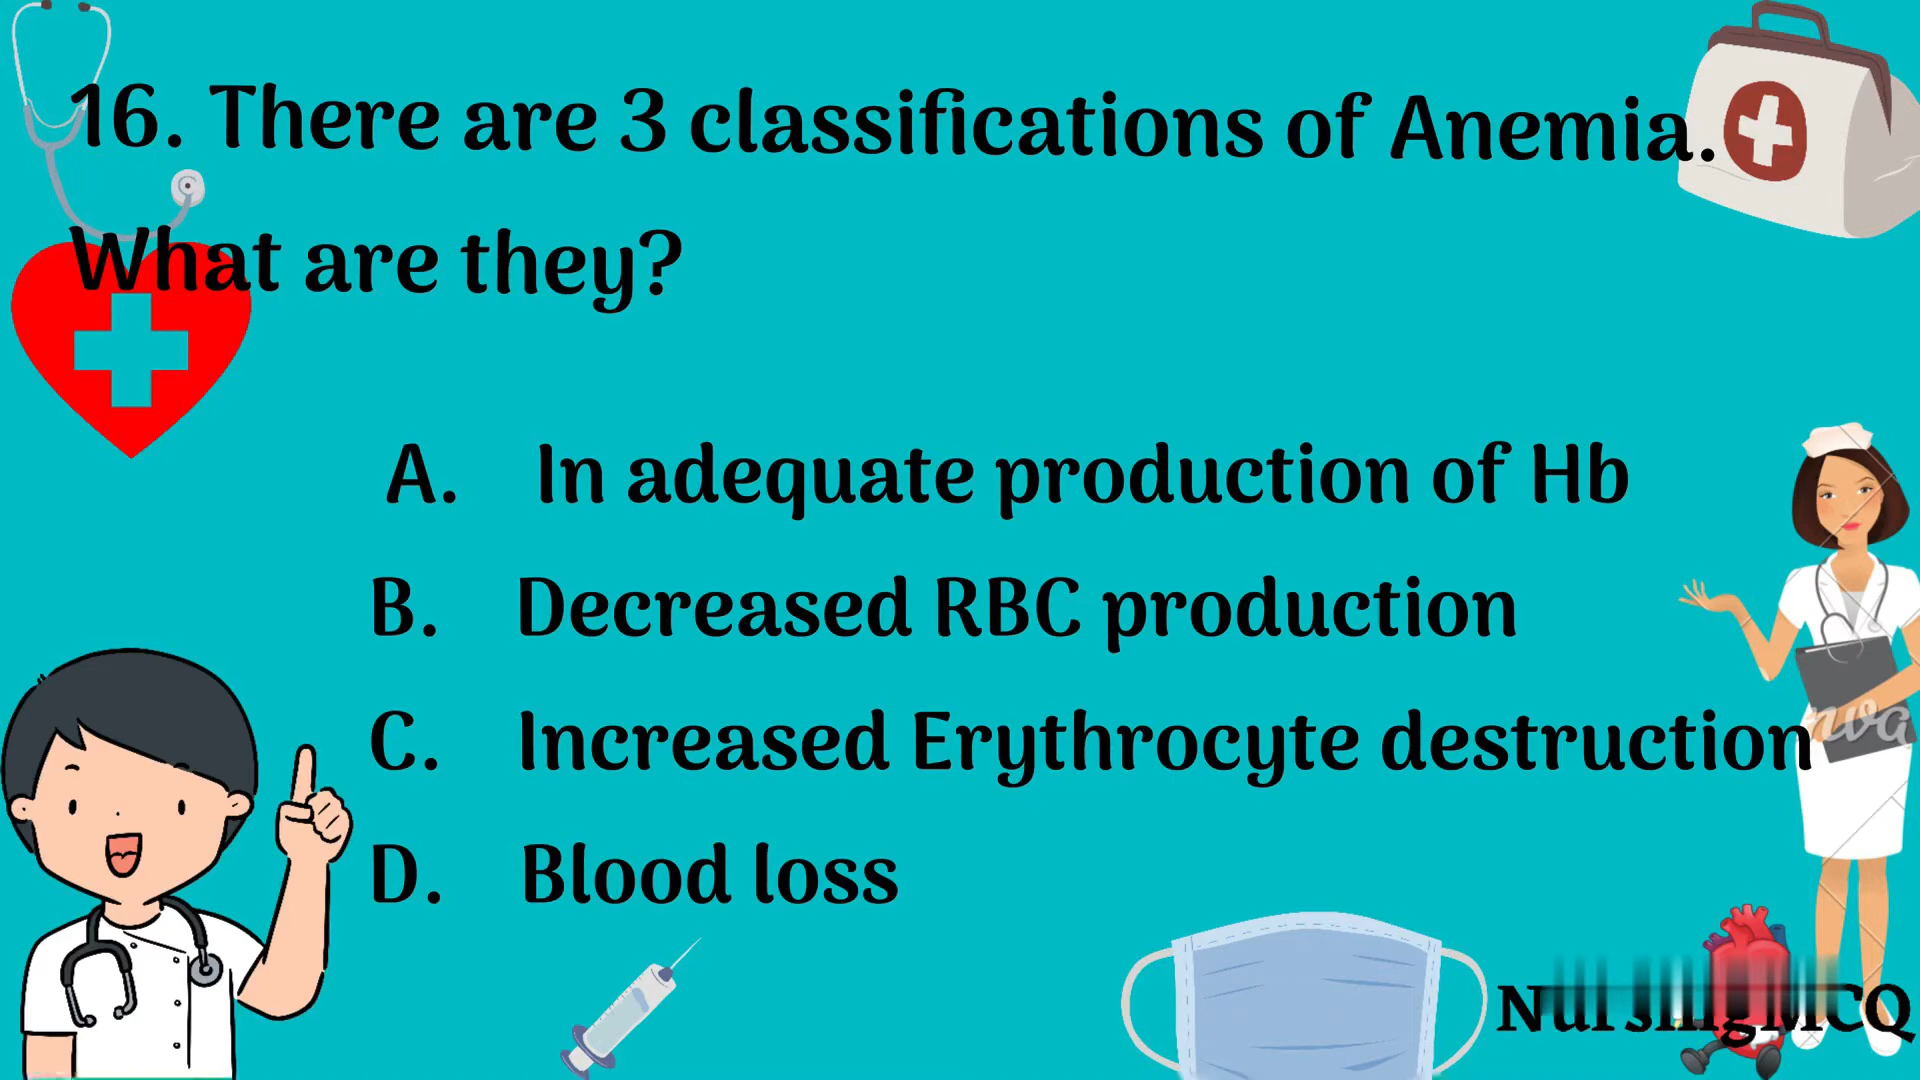 16. There are 3 classifications of Anemia.
What are they?
A. In adequate production of Hb
B. Decreased RBC production
C. Increased Erythrocyte destruction
D. Blood loss
NursingMCQ